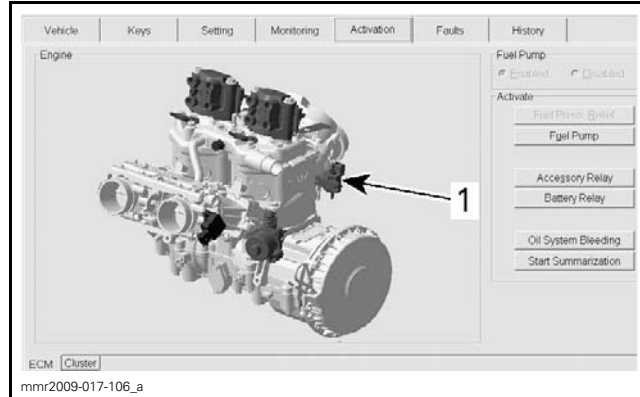 Vehicle Keys Setting Monitoring Activation Faults History
Engine
Fuel Pump
Enabled Disabled
Activate
Fuel Press Relief
Fuel Pump
1
Accessory Relay
Battery Relay
Oil System Bleeding
Start Summarization
ECM Cluster
mmr2009-017-106_a